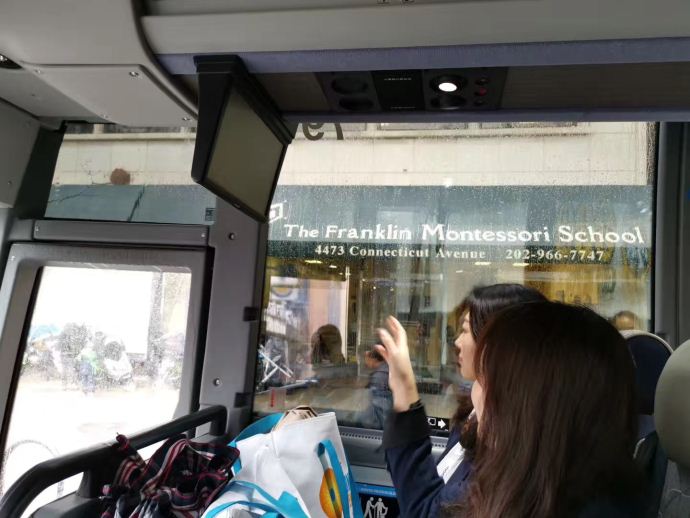 The Franklin Montessori School
4473 Connecticut Avenue 202-966-7747